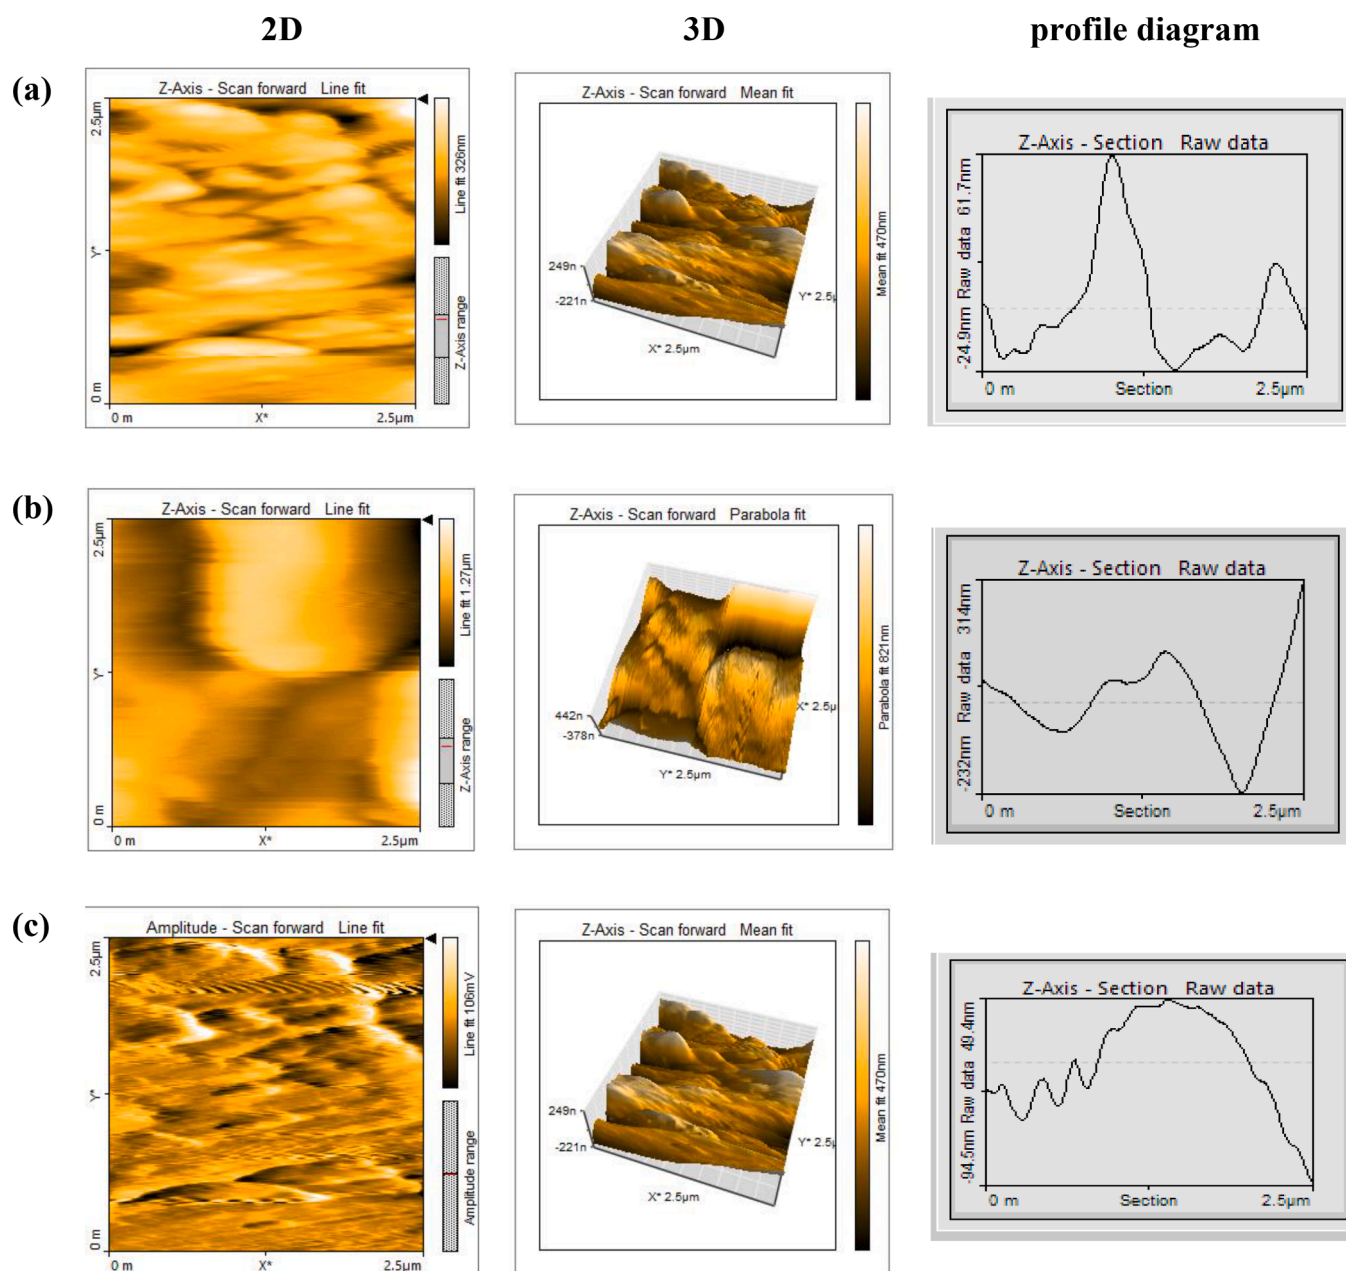 2D
3D
profile diagram
(a)
Z-Axis - Scan forward Line fit
2.5µm
Y*
0 m
0 m
X*
2.5µm
Line fit 326nm
Z-Axis range
Z-Axis - Scan forward Mean fit
249n
-221n
X* 2.5µm
Y* 2.5µ
Mean fit 470nm
Z-Axis - Section Raw data
-24.9nm Raw data 61.7nm
0 m
Section
2.5µm
(b)
Z-Axis - Scan forward Line fit
2.5µm
Y*
0 m
0 m
X*
2.5µm
Line fit 1.27µm
Z-Axis range
Z-Axis - Scan forward Parabola fit
442n
-378n
Y* 2.5µm
X* 2.5µ
Parabola fit 821nm
Z-Axis - Section Raw data
-232nm Raw data 314nm
0 m
Section
2.5µm
(c)
Amplitude - Scan forward Line fit
2.5µm
Y*
0 m
0 m
X*
2.5µm
Line fit 106mV
Amplitude range
Z-Axis - Scan forward Mean fit
249n
-221n
X* 2.5µm
Y* 2.5µ
Mean fit 470nm
Z-Axis - Section Raw data
-94.5nm Raw data 49.4nm
0 m
Section
2.5µm